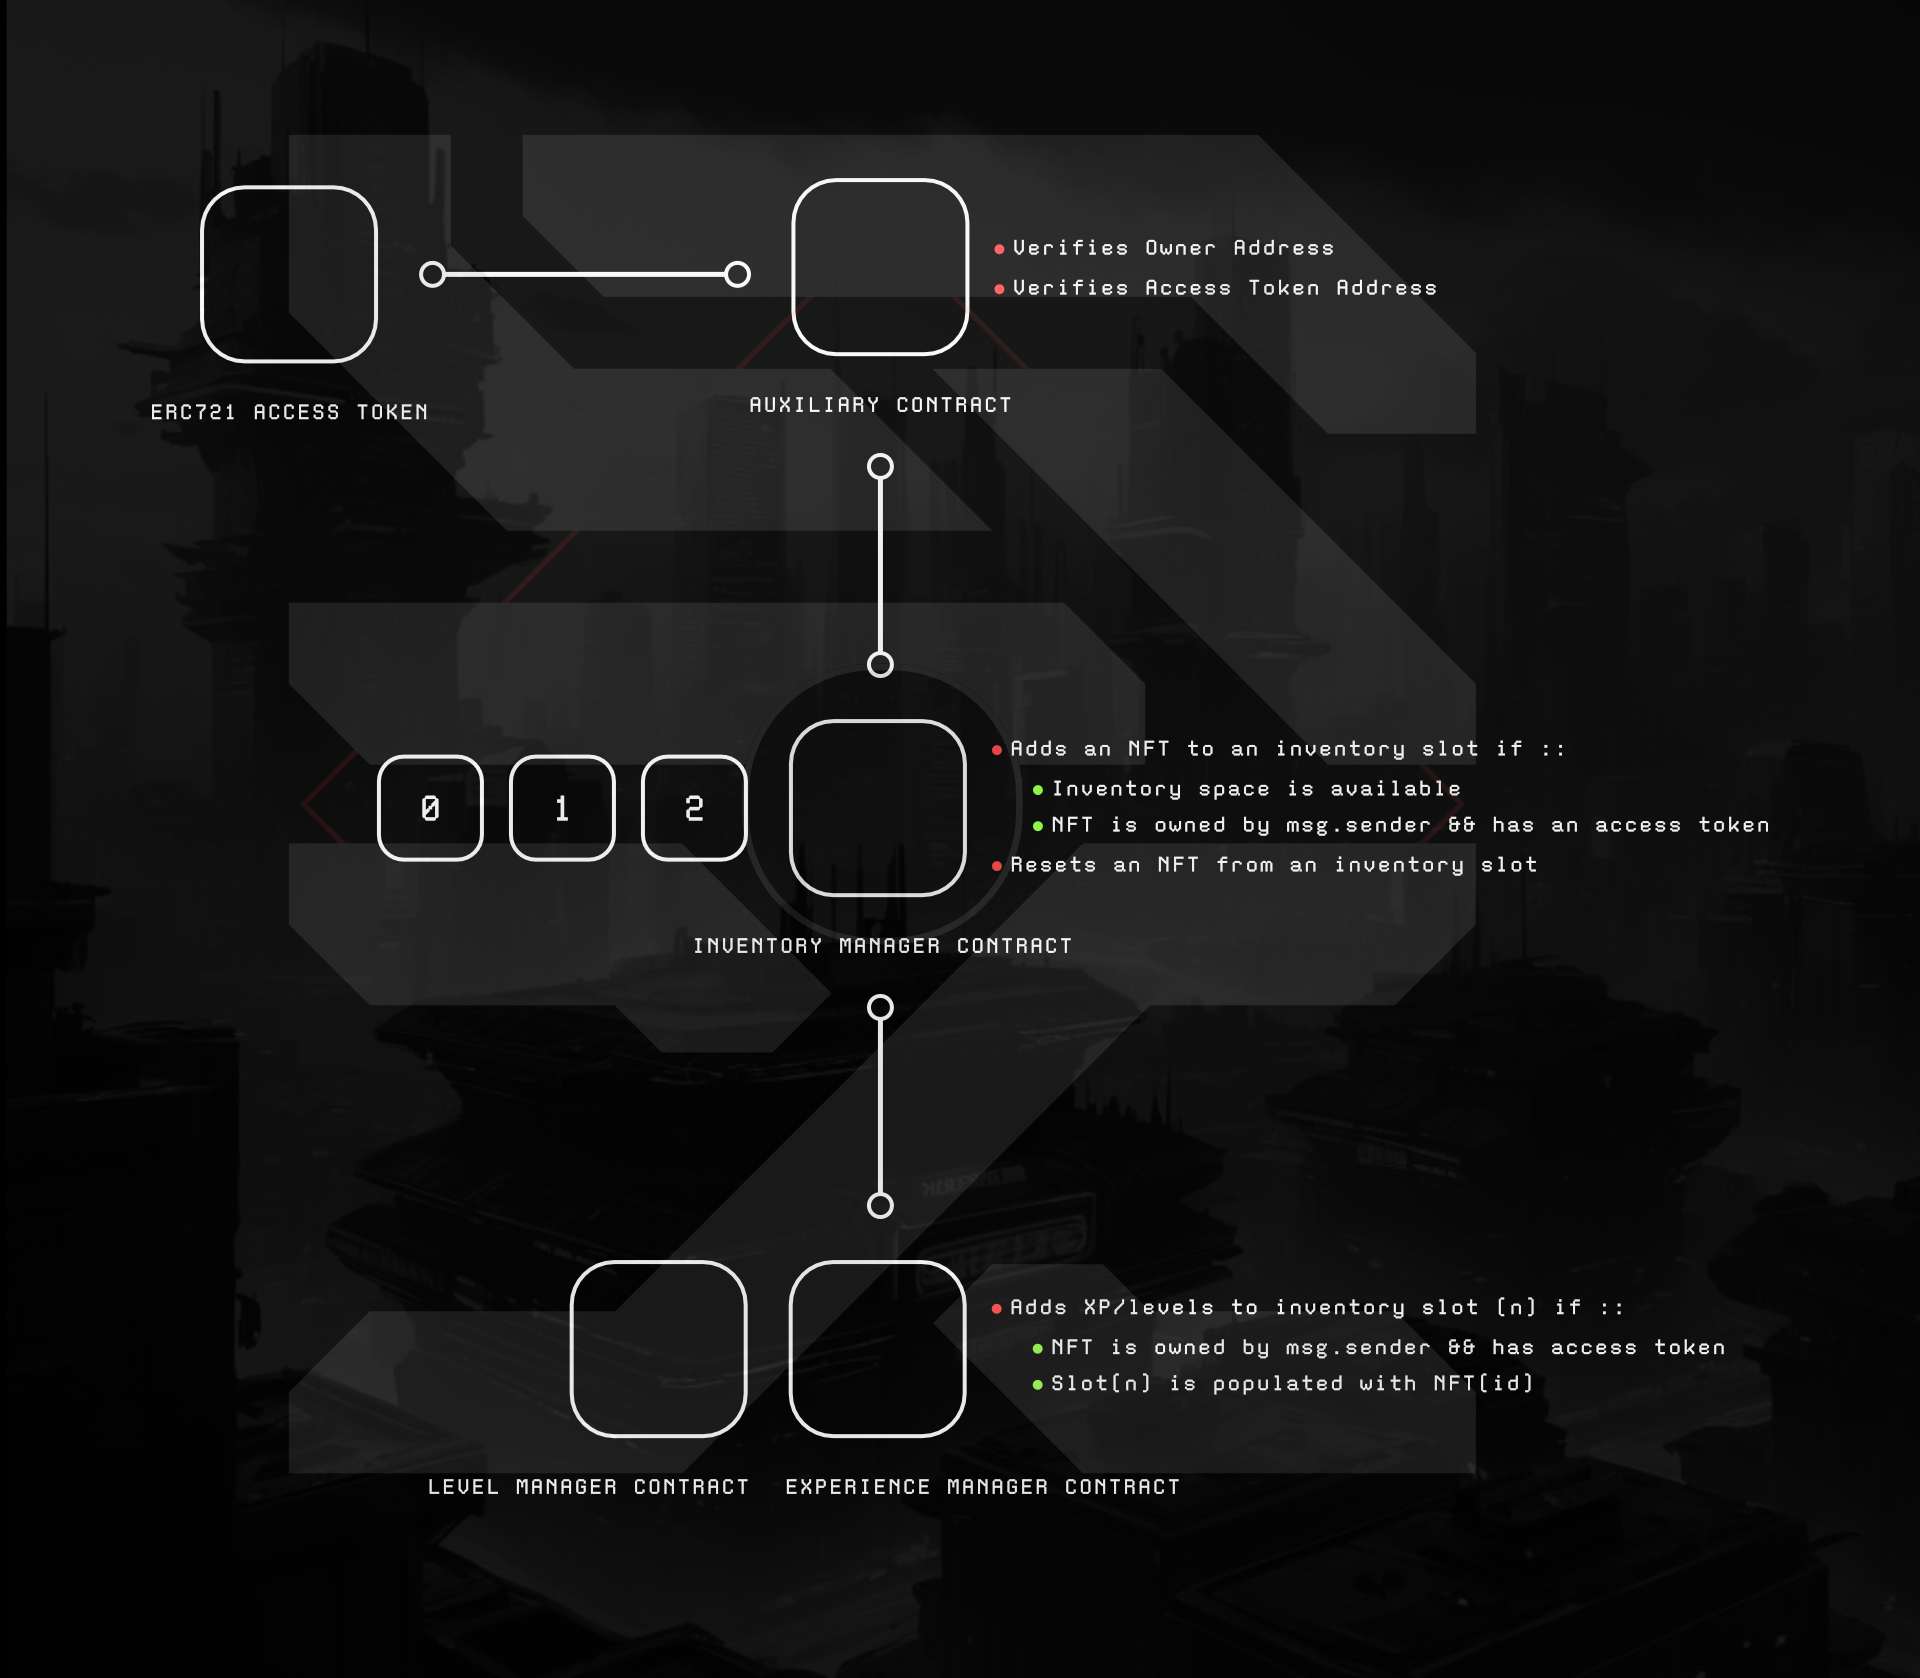 ● Verifies Owner Address
● Verifies Access Token Address
ERC721 ACCESS TOKEN
AUXILIARY CONTRACT
● Adds an NFT to an inventory slot if ::
● Inventory space is available
0 1 2
● NFT is owned by msg.sender && has an access token
● Resets an NFT from an inventory slot
INVENTORY MANAGER CONTRACT
● Adds XP/levels to inventory slot [n] if ::
● NFT is owned by msg.sender && has access token
● Slot[n] is populated with NFT[id]
LEVEL MANAGER CONTRACT
EXPERIENCE MANAGER CONTRACT